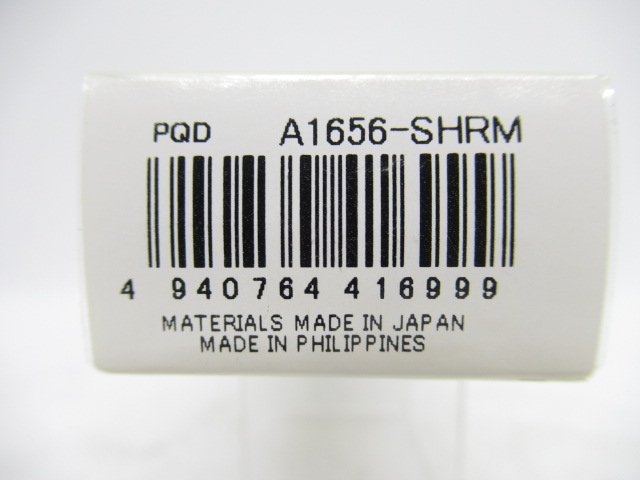 PQD A1656-SHRM
4 940764 416999
MATERIALS MADE IN JAPAN
MADE IN PHILIPPINES